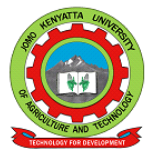 JOMO KENYATTA UNIVERSITY
OF AGRICULTURE AND TECHNOLOGY
TECHNOLOGY FOR DEVELOPMENT